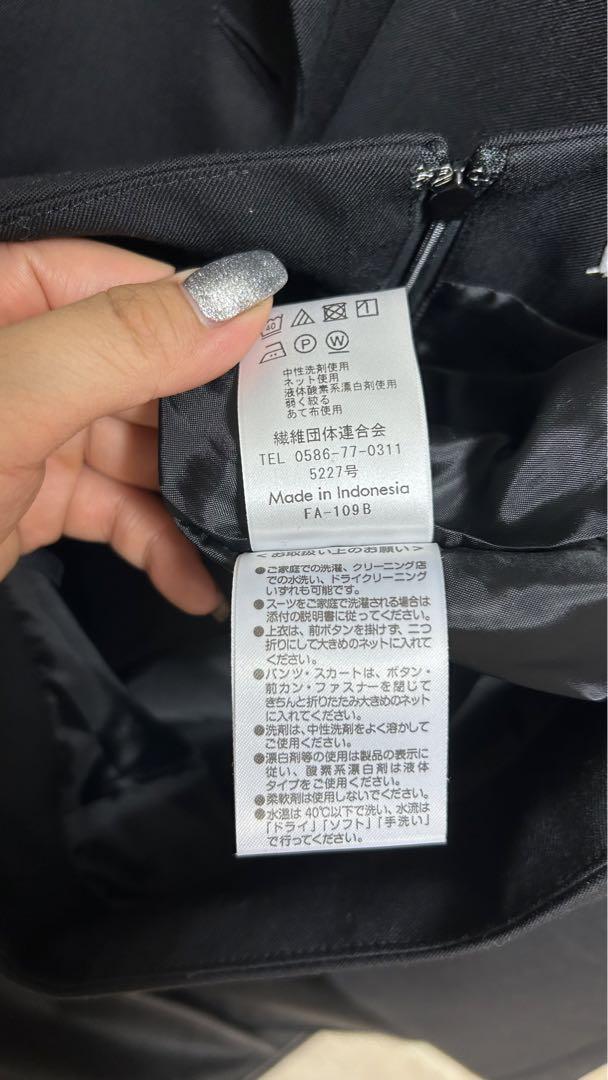 40
P W
中性洗剤使用
ネット使用
液体酸素系漂白剤使用
弱く絞る
あて布使用
繊維団体連合会
TEL 0586-77-0311
5227号
Made in Indonesia
FA-109B
<お取扱い上のお願い>
●ご家庭での洗濯、クリーニング店
での水洗い、ドライクリーニング
いずれも可能です。
●スーツをご家庭で洗濯される場合は
添付の説明書に従ってください。
●上衣は、前ボタンを掛けず、二つ
折りにして大きめのネットに入れて
ください。
●パンツ・スカートは、ボタン・
前カン・ファスナーを閉じて
きちんと折りたたみ大きめのネット
に入れてください。
●洗剤は、中性洗剤をよく溶かして
ご使用ください。
●漂白剤等の使用は製品の表示に
従い、酸素系漂白剤は液体
タイプをご使用ください。
●柔軟剤は使用しないでください。
●水温は40℃以下で洗い、水流は
「ドライ」「ソフト」「手洗い」
で行ってください。